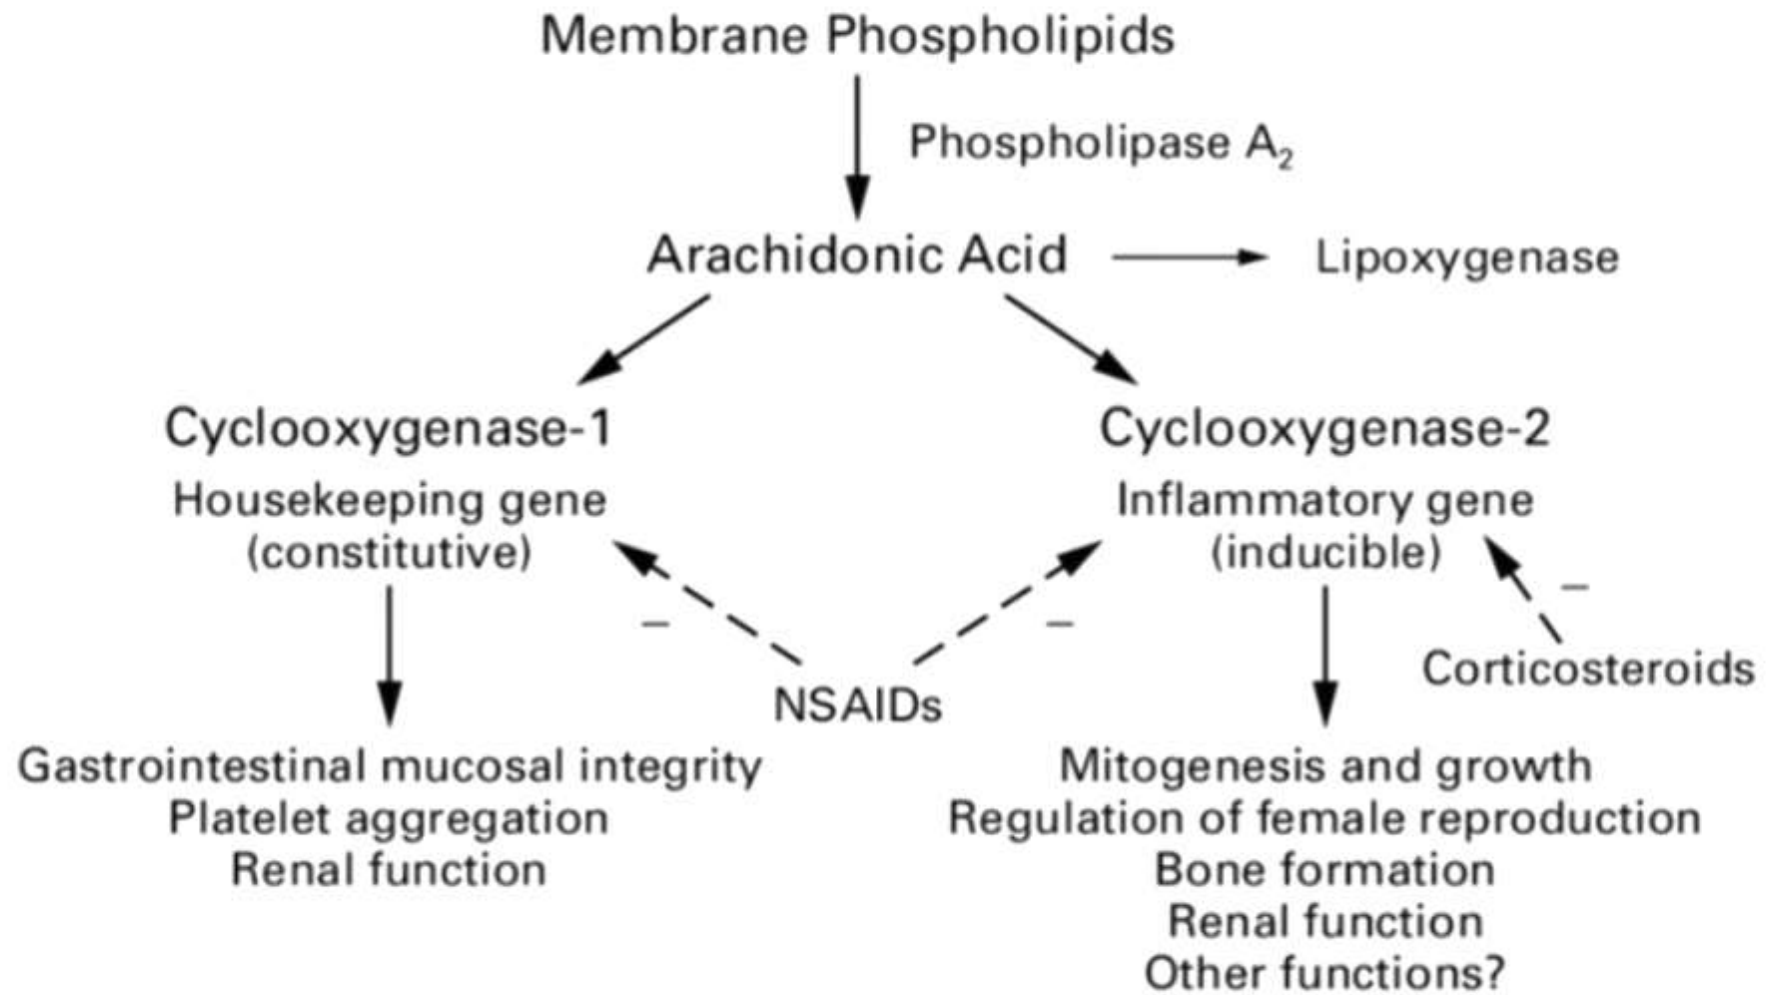 Membrane Phospholipids
Phospholipase A₂
Arachidonic Acid
Lipoxygenase
Cyclooxygenase-1
Housekeeping gene
(constitutive)
Cyclooxygenase-2
Inflammatory gene
(inducible)
–
–
–
NSAIDs
Corticosteroids
Gastrointestinal mucosal integrity
Platelet aggregation
Renal function
Mitogenesis and growth
Regulation of female reproduction
Bone formation
Renal function
Other functions?